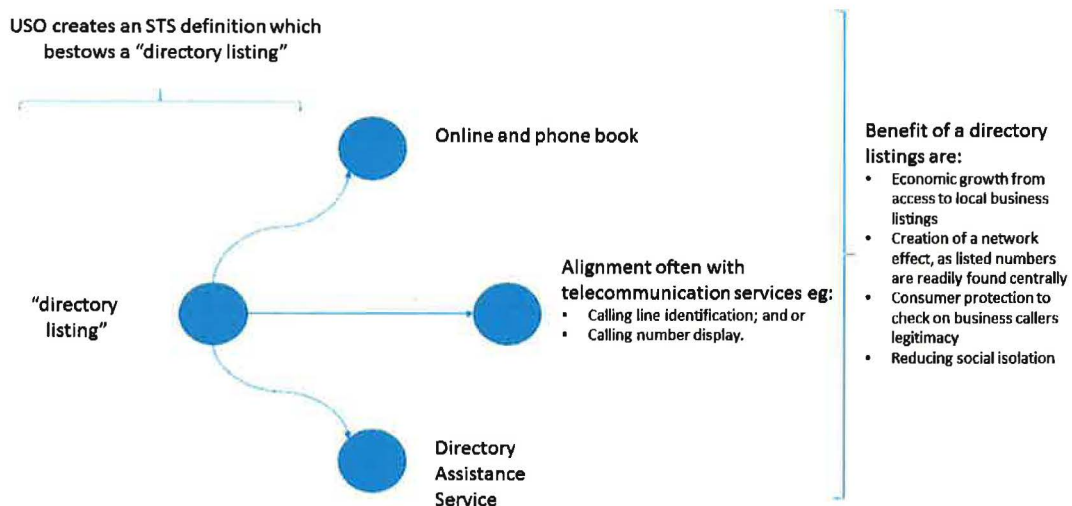 USO creates an STS definition which
bestows a “directory listing”
Online and phone book
“directory
listing”
Alignment often with
telecommunication services eg:
• Calling line identification; and or
• Calling number display.
Directory
Assistance
Service
Benefit of a directory
listings are:
• Economic growth from
access to local business
listings
• Creation of a network
effect, as listed numbers
are readily found centrally
• Consumer protection to
check on business callers
legitimacy
• Reducing social isolation